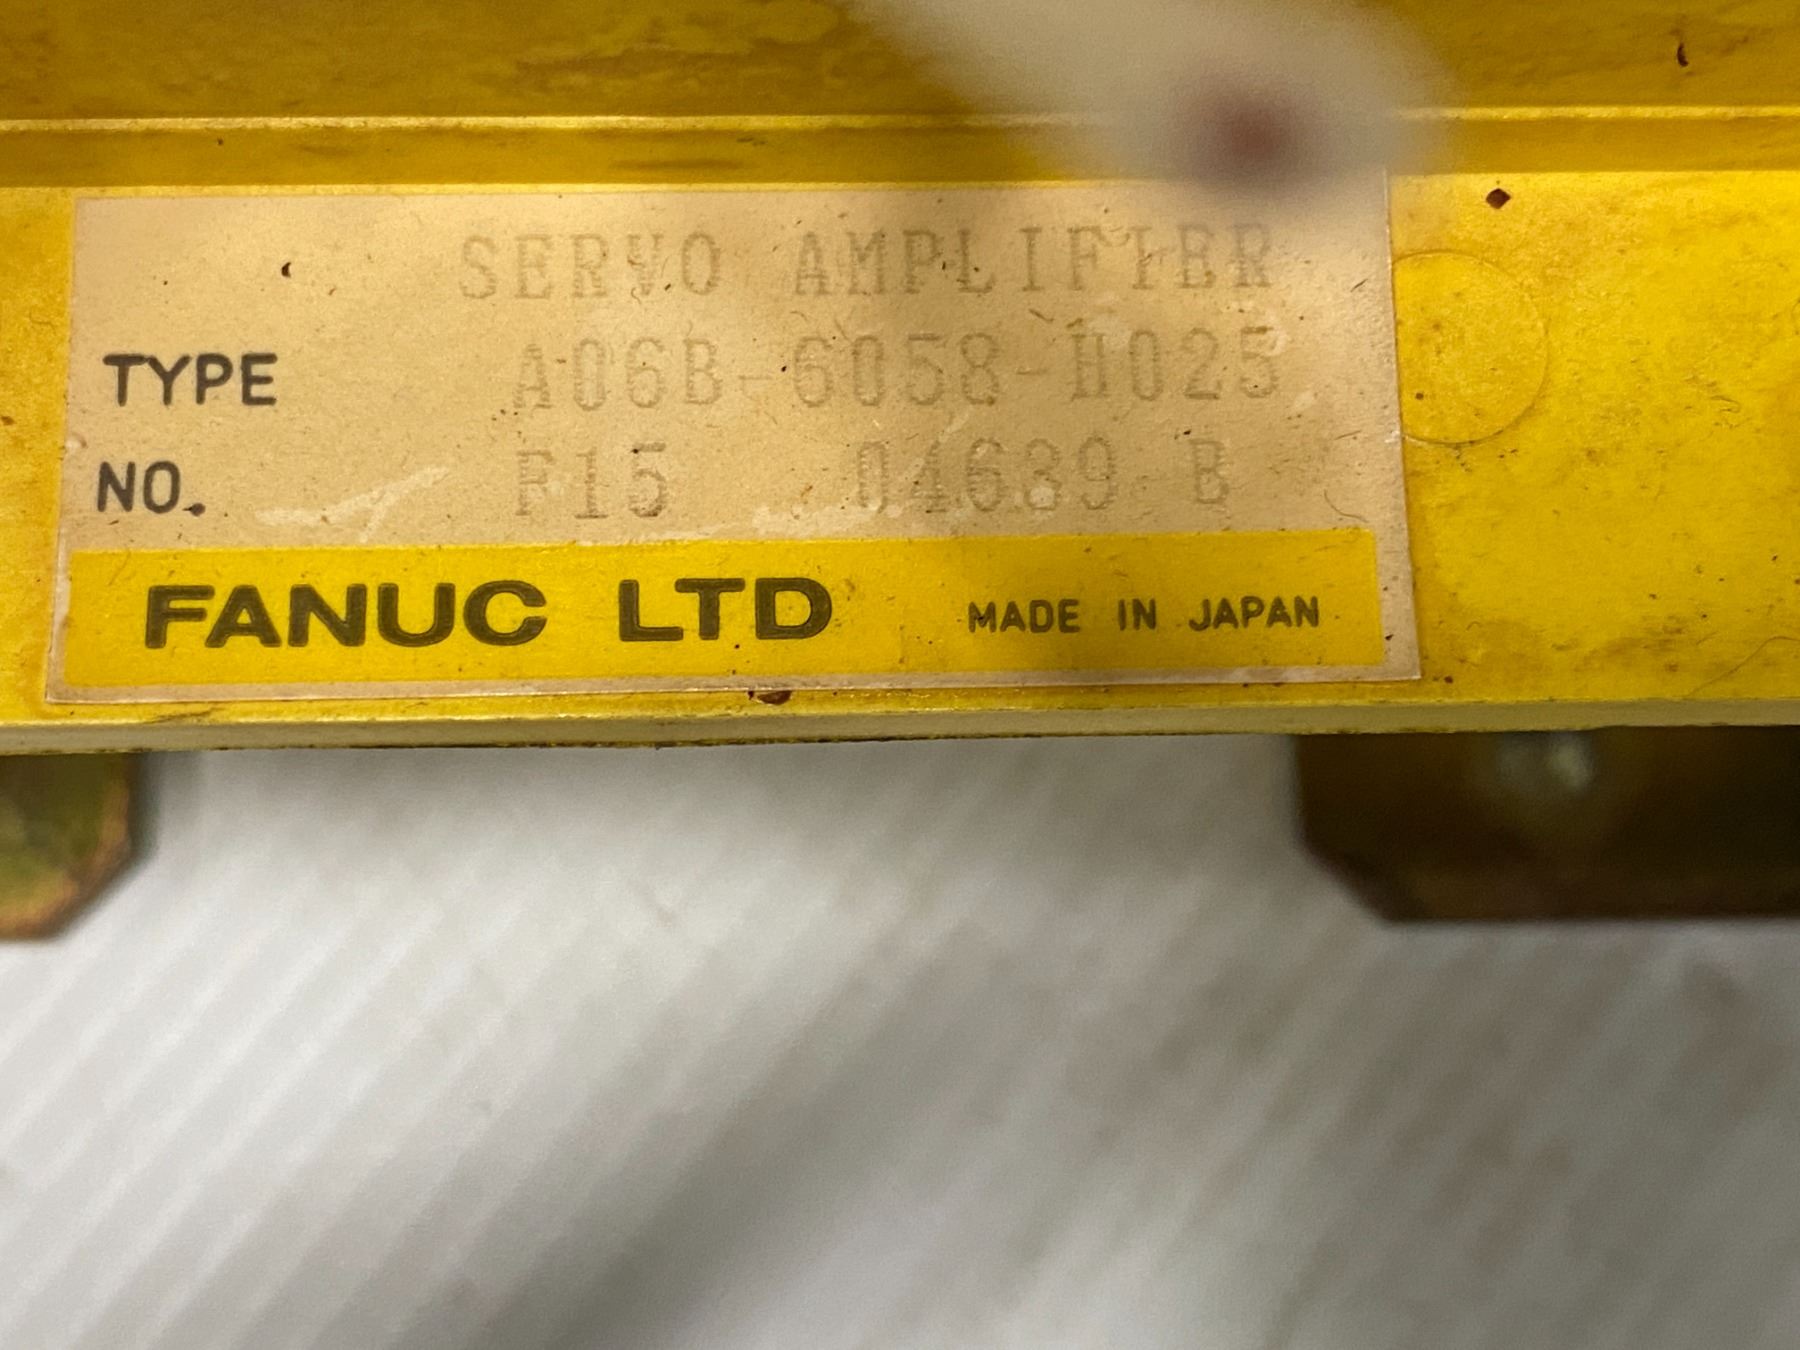 SERVO AMPLIFIER
TYPE A06B-6058-H025
NO. F15 04639 B
FANUC LTD MADE IN JAPAN